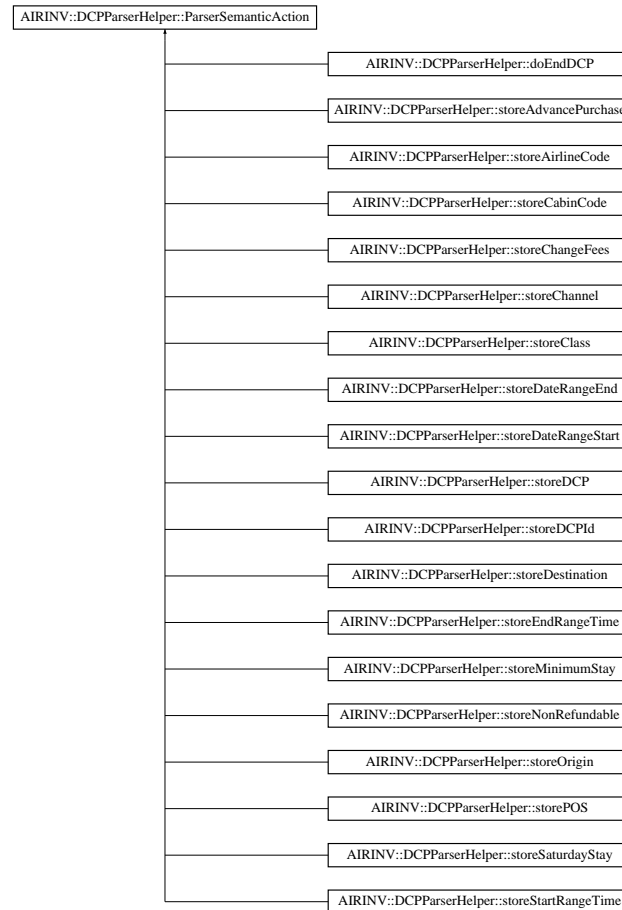 AIRINV::DCPParserHelper::ParserSemanticAction
AIRINV::DCPParserHelper::doEndDCP
AIRINV::DCPParserHelper::storeAdvancePurchase
AIRINV::DCPParserHelper::storeAirlineCode
AIRINV::DCPParserHelper::storeCabinCode
AIRINV::DCPParserHelper::storeChangeFees
AIRINV::DCPParserHelper::storeChannel
AIRINV::DCPParserHelper::storeClass
AIRINV::DCPParserHelper::storeDateRangeEnd
AIRINV::DCPParserHelper::storeDateRangeStart
AIRINV::DCPParserHelper::storeDCP
AIRINV::DCPParserHelper::storeDCPId
AIRINV::DCPParserHelper::storeDestination
AIRINV::DCPParserHelper::storeEndRangeTime
AIRINV::DCPParserHelper::storeMinimumStay
AIRINV::DCPParserHelper::storeNonRefundable
AIRINV::DCPParserHelper::storeOrigin
AIRINV::DCPParserHelper::storePOS
AIRINV::DCPParserHelper::storeSaturdayStay
AIRINV::DCPParserHelper::storeStartRangeTime